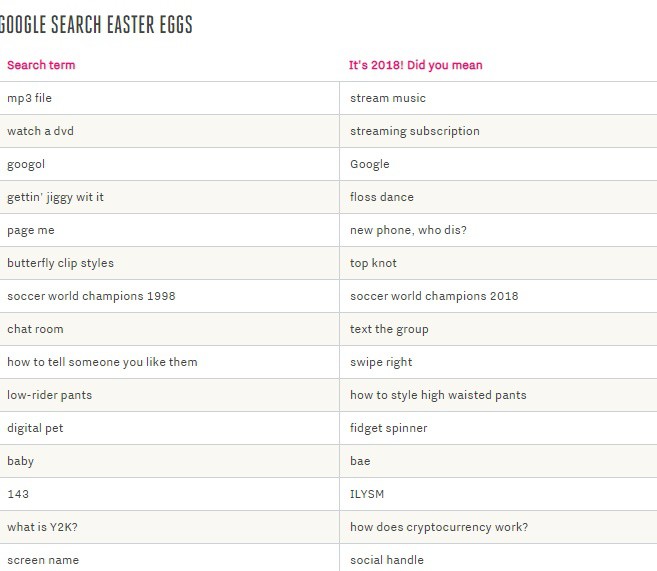 GOOGLE SEARCH EASTER EGGS
Search term It's 2018! Did you mean
mp3 file stream music
watch a dvd streaming subscription
googol Google
gettin' jiggy wit it floss dance
page me new phone, who dis?
butterfly clip styles top knot
soccer world champions 1998 soccer world champions 2018
chat room text the group
how to tell someone you like them swipe right
low-rider pants how to style high waisted pants
digital pet fidget spinner
baby bae
143 ILYSM
what is Y2K? how does cryptocurrency work?
screen name social handle